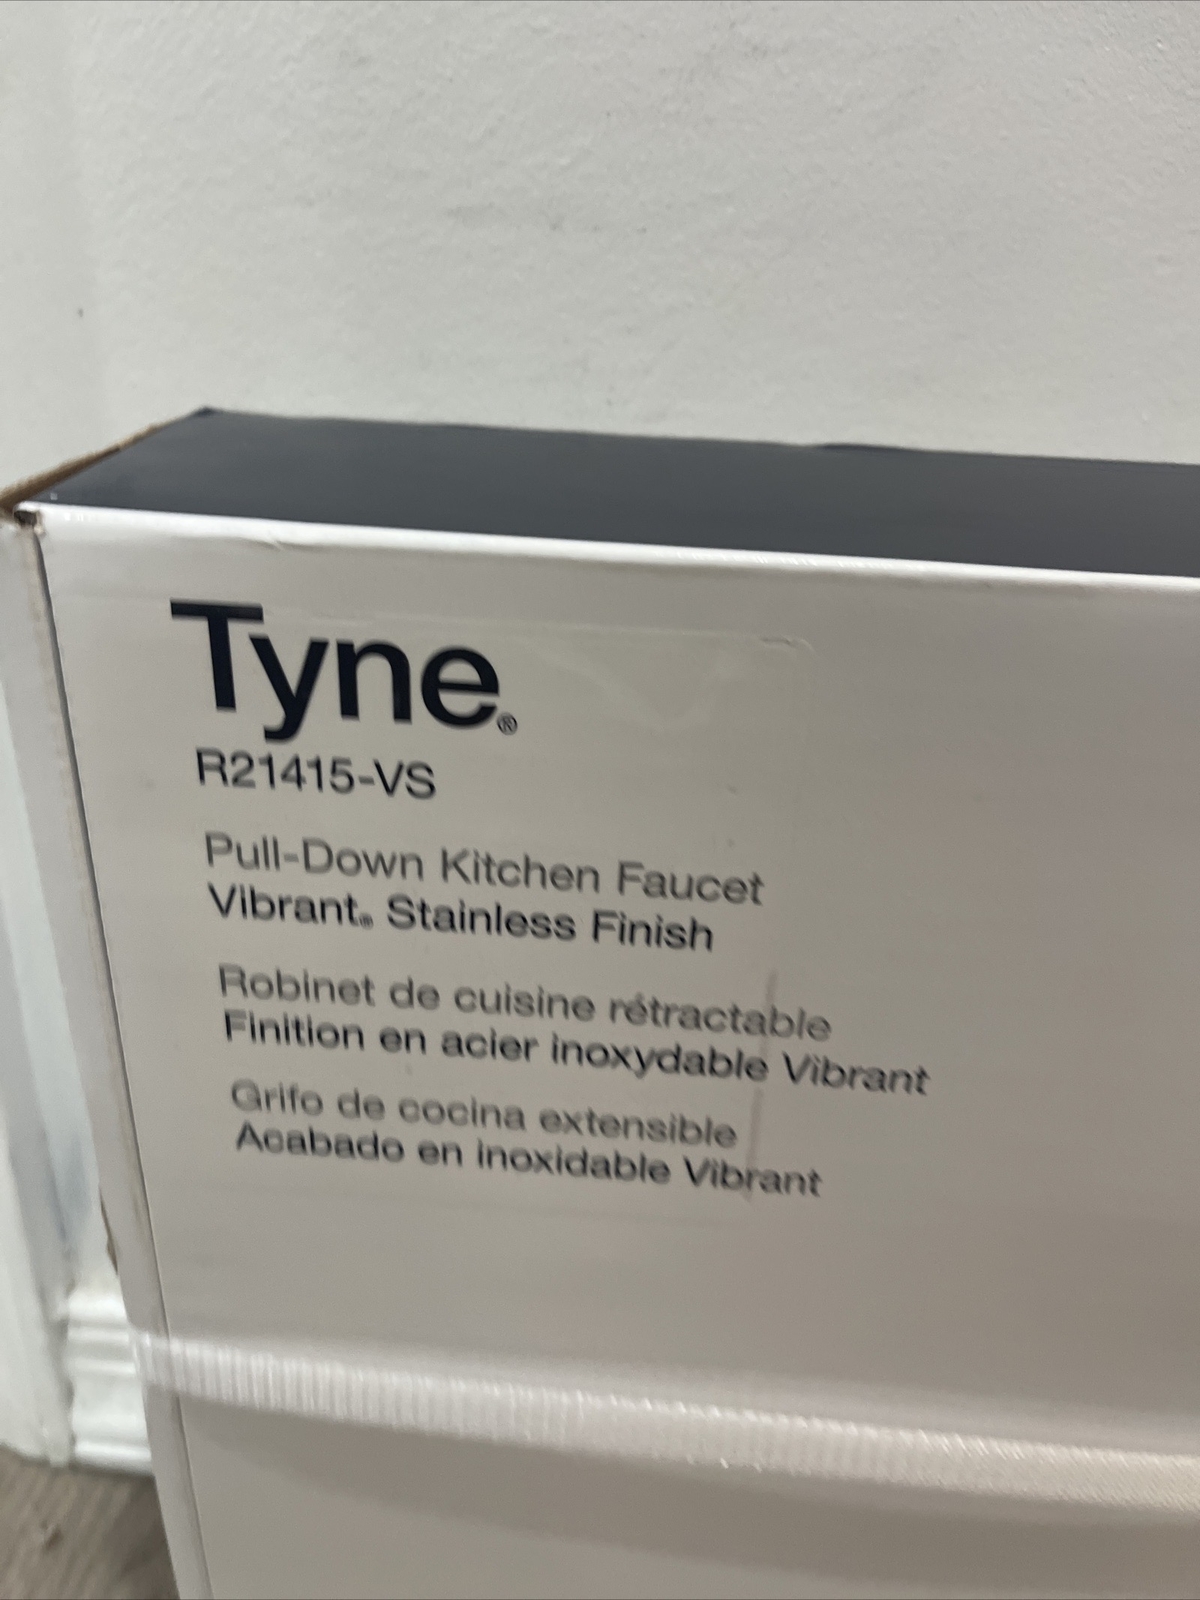 Tyne®
R21415-VS
Pull-Down Kitchen Faucet
Vibrant® Stainless Finish
Robinet de cuisine rétractable
Finition en acier inoxydable Vibrant
Grifo de cocina extensible
Acabado en inoxidable Vibrant